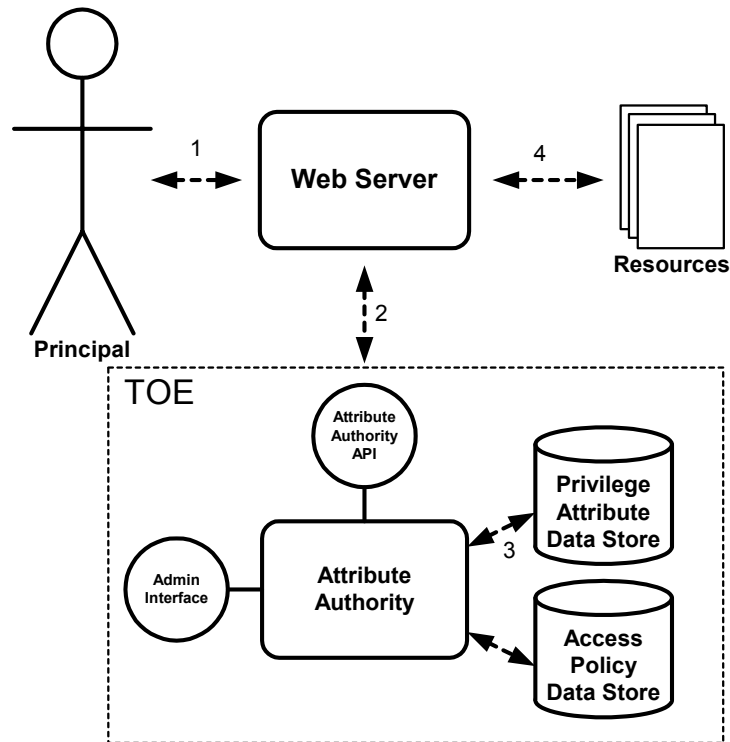 1
Web Server
4
Resources
2
Principal
TOE
Attribute
Authority
API
Privilege
Attribute
Data Store
3
Admin
Interface
Attribute
Authority
Access
Policy
Data Store